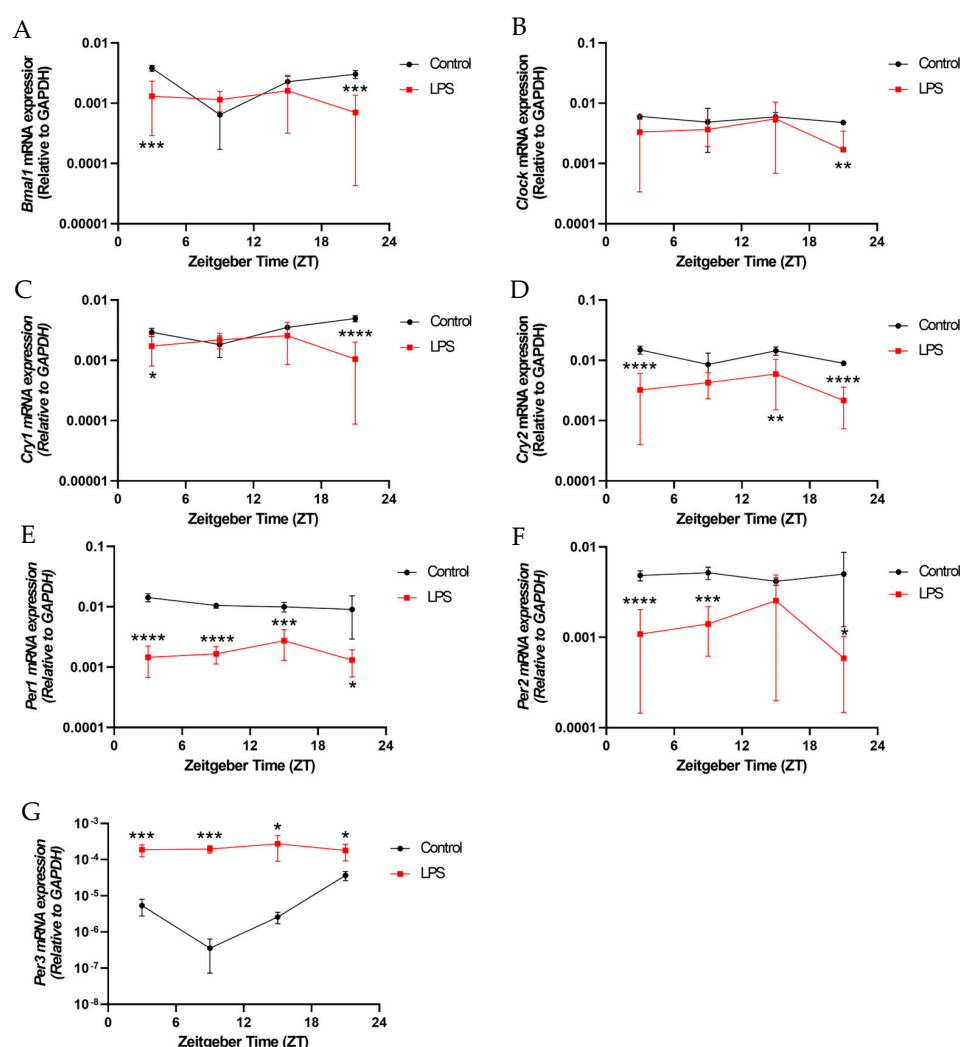 A
Bmal1 mRNA expression
(Relative to GAPDH)
0.01
0.001
0.0001
0.00001
***
***
0 6 12 18 24
Zeitgeber Time (ZT)
Control
LPS
B
Clock mRNA expression
(Relative to GAPDH)
0.1
0.01
0.001
0.0001
**
0 6 12 18 24
Zeitgeber Time (ZT)
Control
LPS
C
Cry1 mRNA expression
(Relative to GAPDH)
0.01
0.001
0.0001
0.00001
*
****
0 6 12 18 24
Zeitgeber Time (ZT)
Control
LPS
D
Cry2 mRNA expression
(Relative to GAPDH)
0.1
0.01
0.001
0.0001
****
**
****
0 6 12 18 24
Zeitgeber Time (ZT)
Control
LPS
E
Per1 mRNA expression
(Relative to GAPDH)
0.1
0.01
0.001
0.0001
**** **** ***
*
0 6 12 18 24
Zeitgeber Time (ZT)
Control
LPS
F
Per2 mRNA expression
(Relative to GAPDH)
0.01
0.001
0.0001
**** ***
*
0 6 12 18 24
Zeitgeber Time (ZT)
Control
LPS
G
Per3 mRNA expression
(Relative to GAPDH)
10-3
10-4
10-5
10-6
10-7
10-8
*** *** * *
0 6 12 18 24
Zeitgeber Time (ZT)
Control
LPS